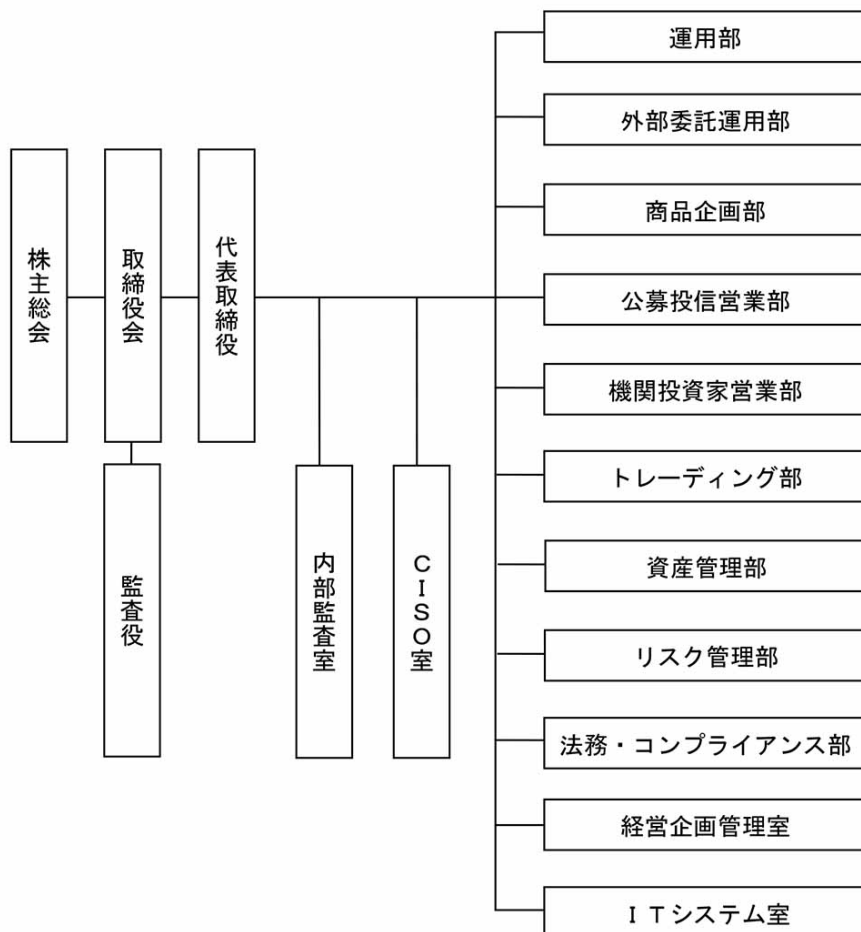 株主総会
取締役会
代表取締役
監査役
内部監査室
ＣＩＳＯ室
運用部
外部委託運用部
商品企画部
公募投信営業部
機関投資家営業部
トレーディング部
資産管理部
リスク管理部
法務・コンプライアンス部
経営企画管理室
ＩＴシステム室